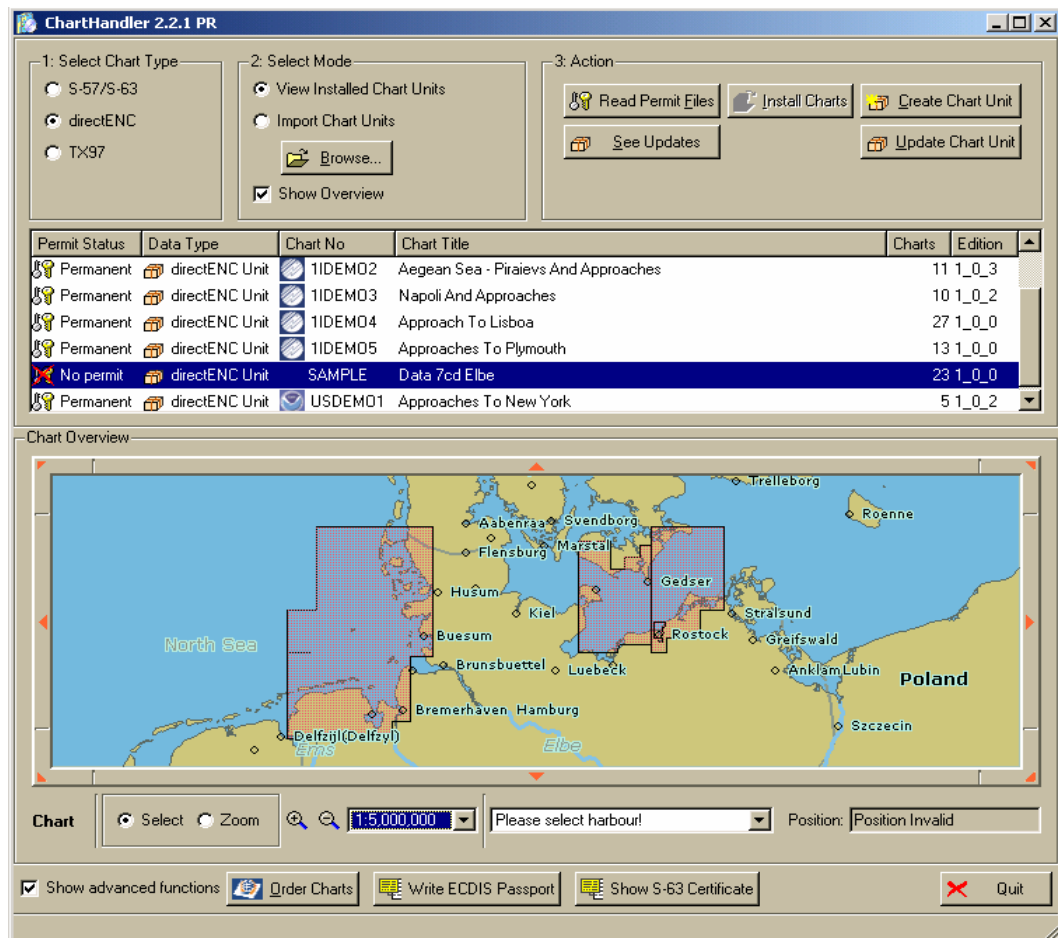 ChartHandler 2.2.1 PR
1: Select Chart Type
S-57/S-63
directENC
TX97
2: Select Mode
View Installed Chart Units
Import Chart Units
Browse...
Show Overview
3: Action
Read Permit Files
Install Charts
Create Chart Unit
See Updates
Update Chart Unit
Permit Status Data Type Chart No Chart Title Charts Edition
Permanent directENC Unit 1IDEMO2 Aegean Sea - Piraievs And Approaches 11 1_0_3
Permanent directENC Unit 1IDEMO3 Napoli And Approaches 10 1_0_2
Permanent directENC Unit 1IDEMO4 Approach To Lisboa 27 1_0_0
Permanent directENC Unit 1IDEMO5 Approaches To Plymouth 13 1_0_0
No permit directENC Unit SAMPLE Data 7cd Elbe 23 1_0_0
Permanent directENC Unit USDEMO1 Approaches To New York 5 1_0_2
Chart Overview
Trelleborg
Roenne
Aabenraa Svendborg
Flensburg Marstal
Gedser
Husum
Kiel
Stralsund
North Sea
Buesum
Rostock
Greifswald
Brunsbuettel
Luebeck
Anklam Lubin
Poland
Bremerhaven Hamburg
Szczecin
Delfzijl(Delfzyl)
Ems
Elbe
Chart
Select Zoom
1:5,000,000
Please select harbour!
Position: Position Invalid
Show advanced functions
Order Charts
Write ECDIS Passport
Show S-63 Certificate
Quit